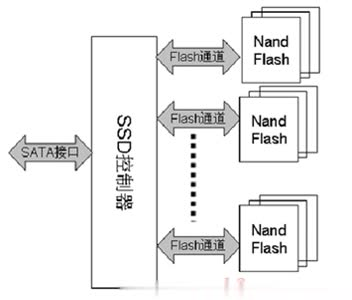 Flash通道
Nand
Flash
Flash通道
Nand
Flash
SATA接口
SSD控制器
Flash通道
Nand
Flash